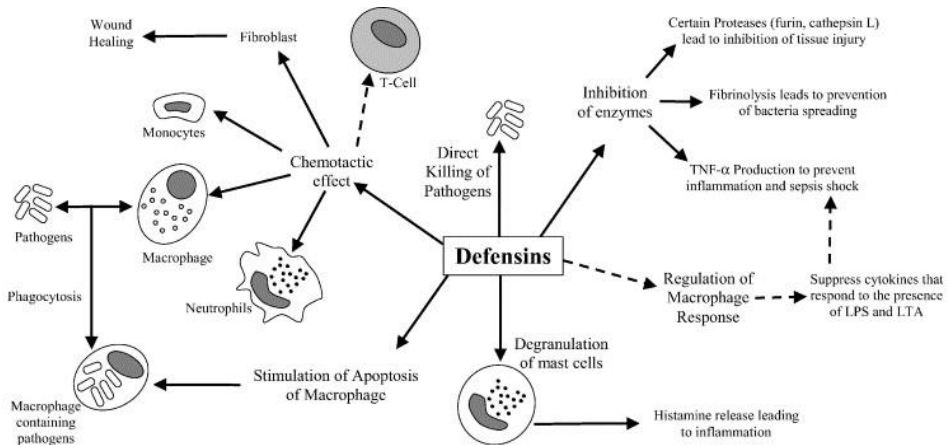 Wound
Healing
Fibroblast
T-Cell
Monocytes
Chemotactic
effect
Pathogens
Macrophage
Phagocytosis
Neutrophils
Macrophage
containing
pathogens
Stimulation of Apoptosis
of Macrophage
Direct
Killing of
Pathogens
Defensins
Inhibition
of enzymes
Certain Proteases (furin, cathepsin L)
lead to inhibition of tissue injury
Fibrinolysis leads to prevention
of bacteria spreading
TNF-α Production to prevent
inflammation and sepsis shock
Regulation of
Macrophage
Response
Suppress cytokines that
respond to the presence
of LPS and LTA
Degranulation
of mast cells
Histamine release leading
to inflammation